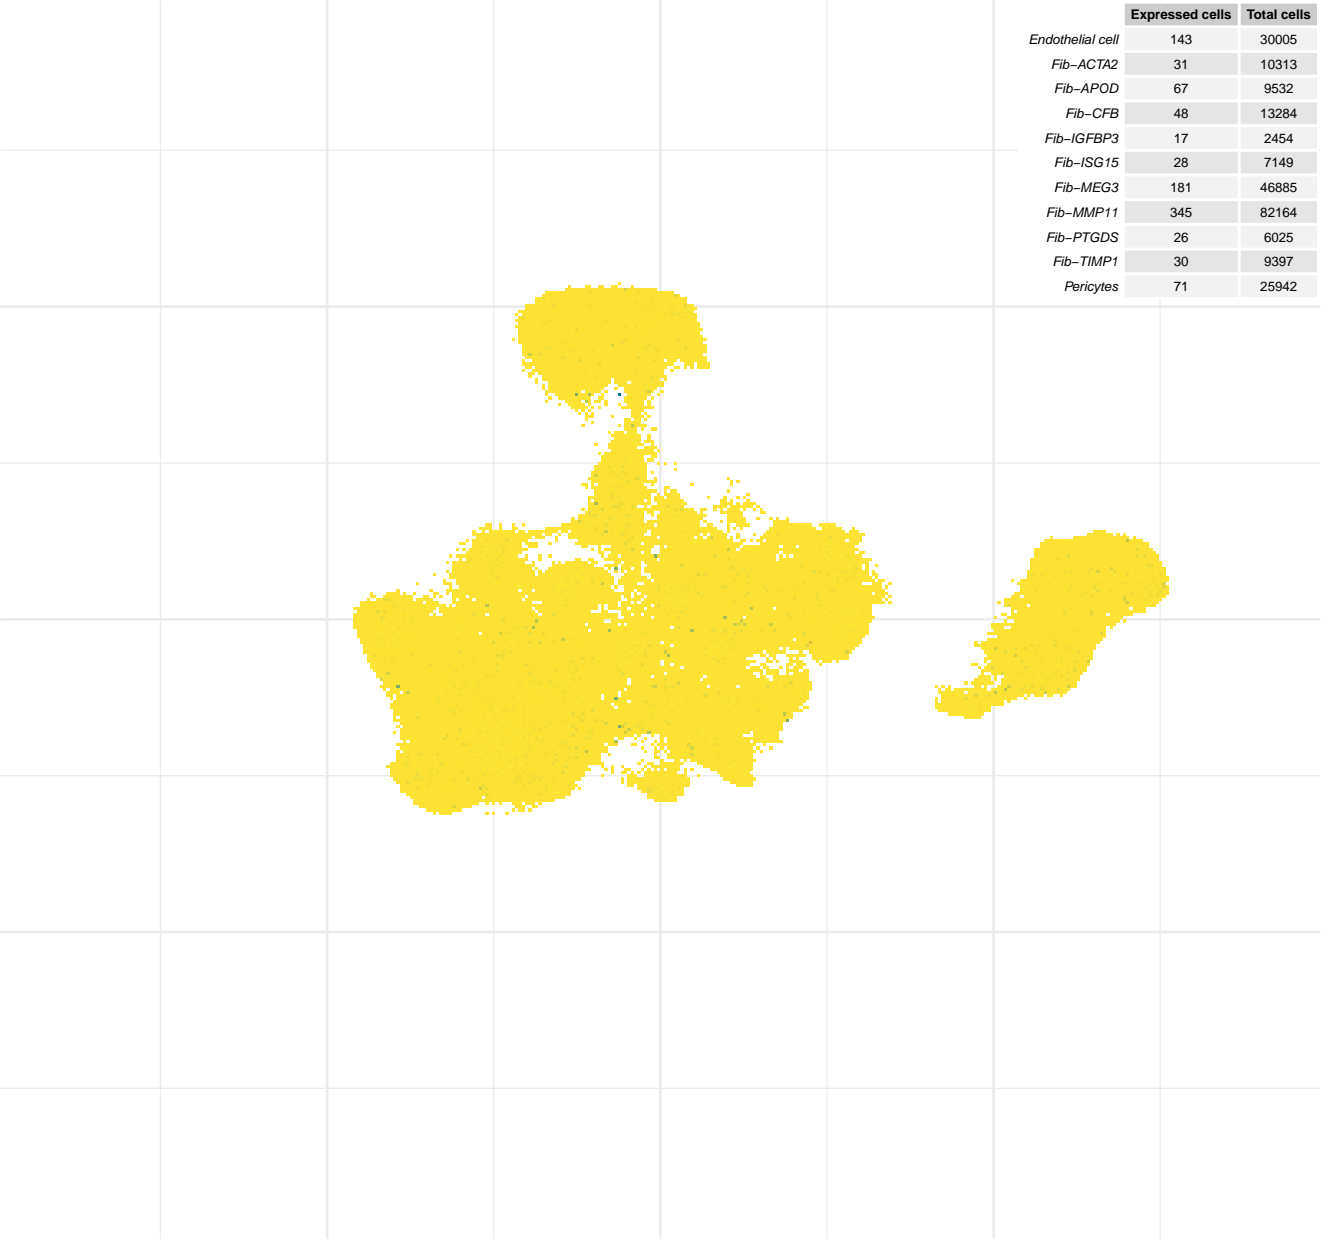 Expressed cells Total cells
Endothelial cell 143 30005
Fib−ACTA2 31 10313
Fib−APOD 67 9532
Fib−CFB 48 13284
Fib−IGFBP3 17 2454
Fib−ISG15 28 7149
Fib−MEG3 181 46885
Fib−MMP11 345 82164
Fib−PTGDS 26 6025
Fib−TIMP1 30 9397
Pericytes 71 25942